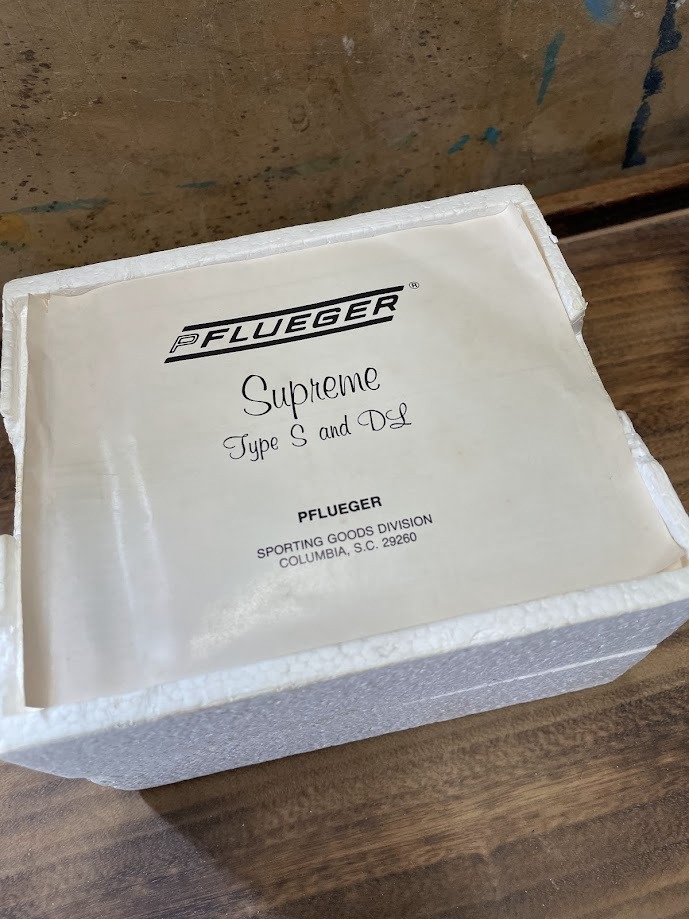 PFLUEGER®
Supreme
Type S and DL
PFLUEGER
SPORTING GOODS DIVISION
COLUMBIA, S.C. 29260